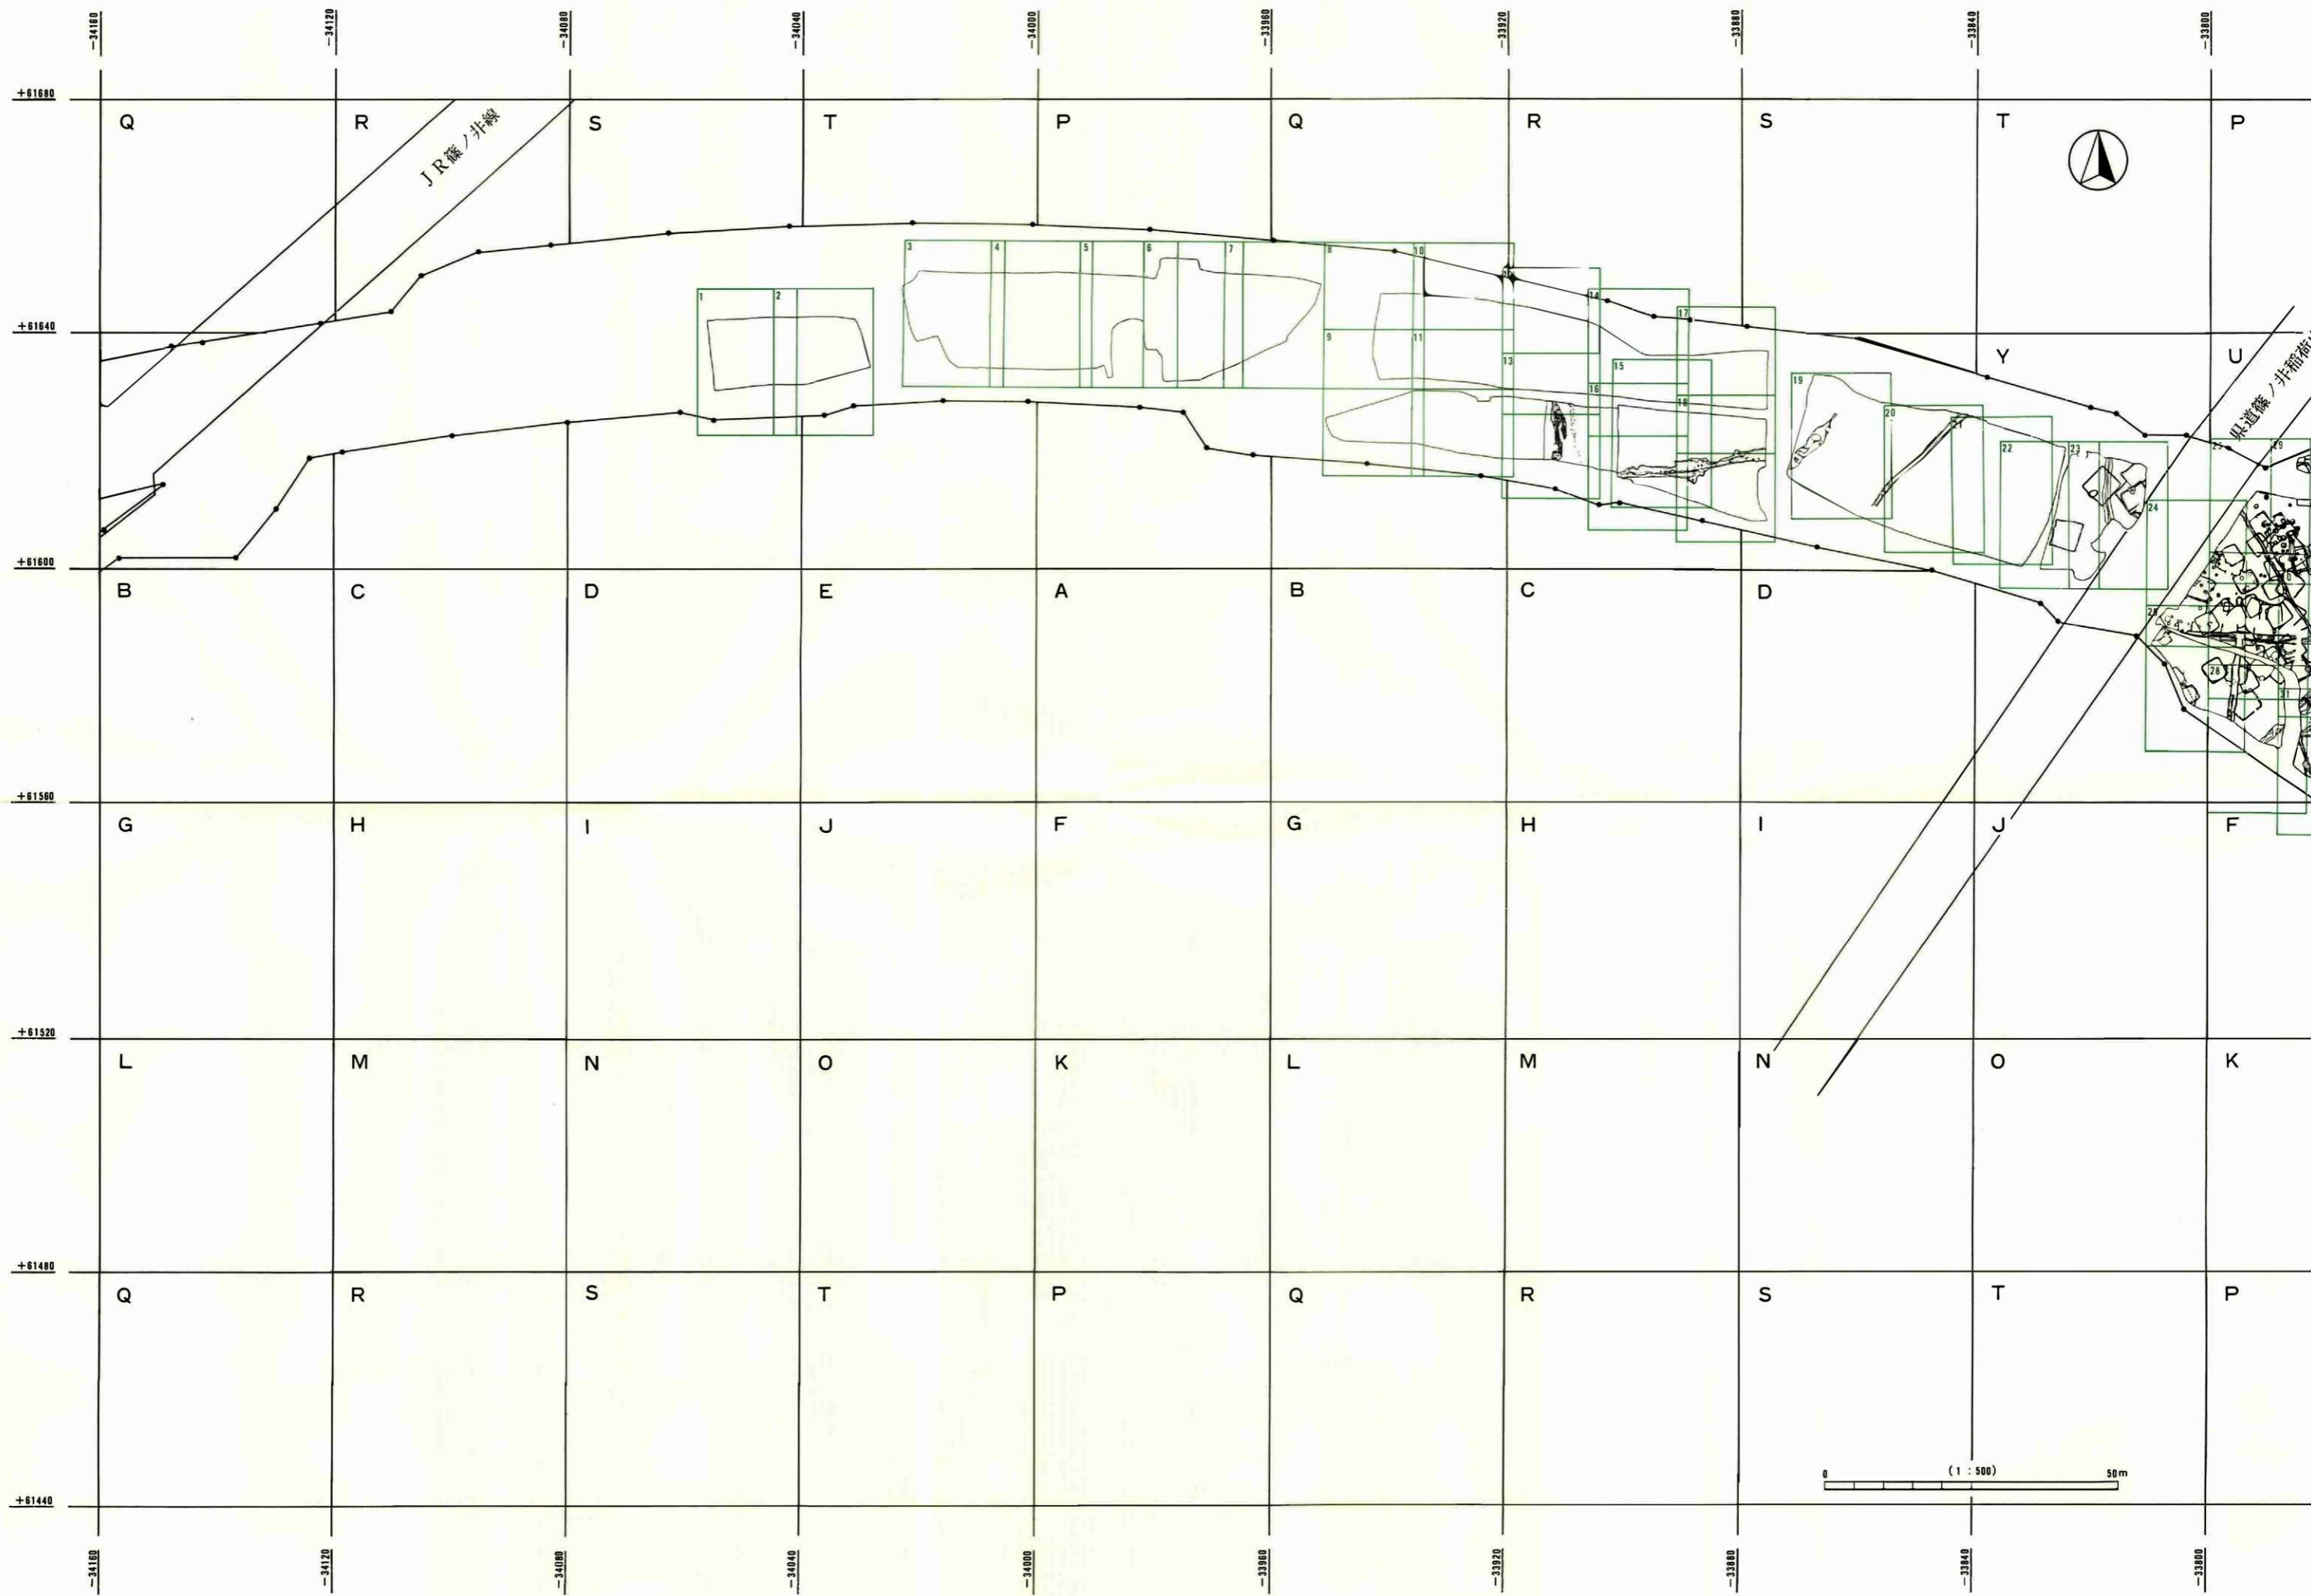 -34160 -34120 -34080 -34040 -34000 -33960 -33920 -33880 -33840 -33800
+61680
Q R S T P Q R S T P
JR篠ノ井線
3 4 5 6 7 8 10
1 2 14
17
+61640
9 11 13 15 Y U
県道篠ノ井稲荷
16 18 19 20 21 22 23 29
24
+61600
B C D E A B C D
28
31
+61560
G H I J F G H I J F
+61520
L M N O K L M N O K
+61480
Q R S T P Q R S T P
0 (1:500) 50m
+61440
-34160 -34120 -34080 -34040 -34000 -33960 -33920 -33880 -33840 -33800